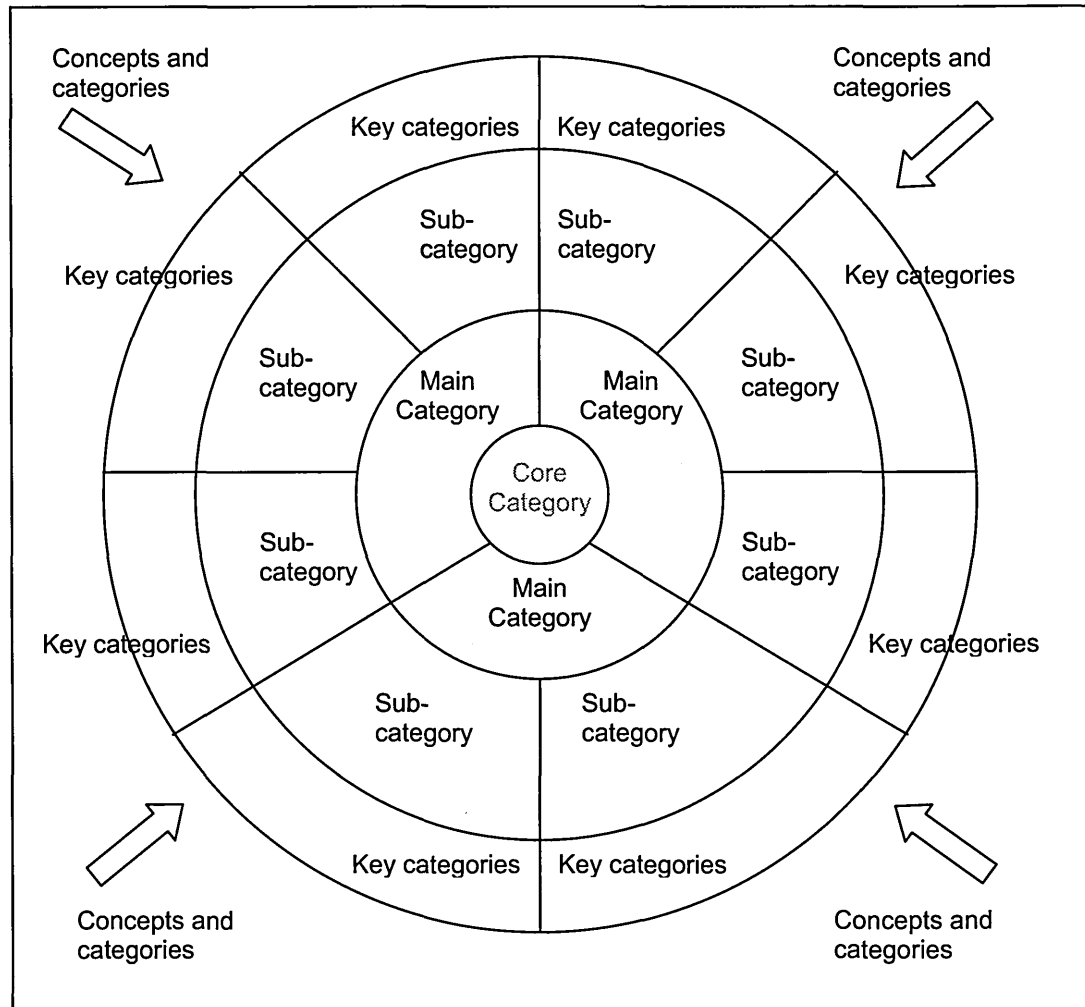 Concepts and
categories
Concepts and
categories
Key categories
Key categories
Sub-
category
Sub-
category
Key categories
Key categories
Sub-
category
Main
Category
Main
Category
Sub-
category
Core
Category
Sub-
category
Sub-
category
Main
Category
Key categories
Key categories
Sub-
category
Sub-
category
Key categories
Key categories
Concepts and
categories
Concepts and
categories